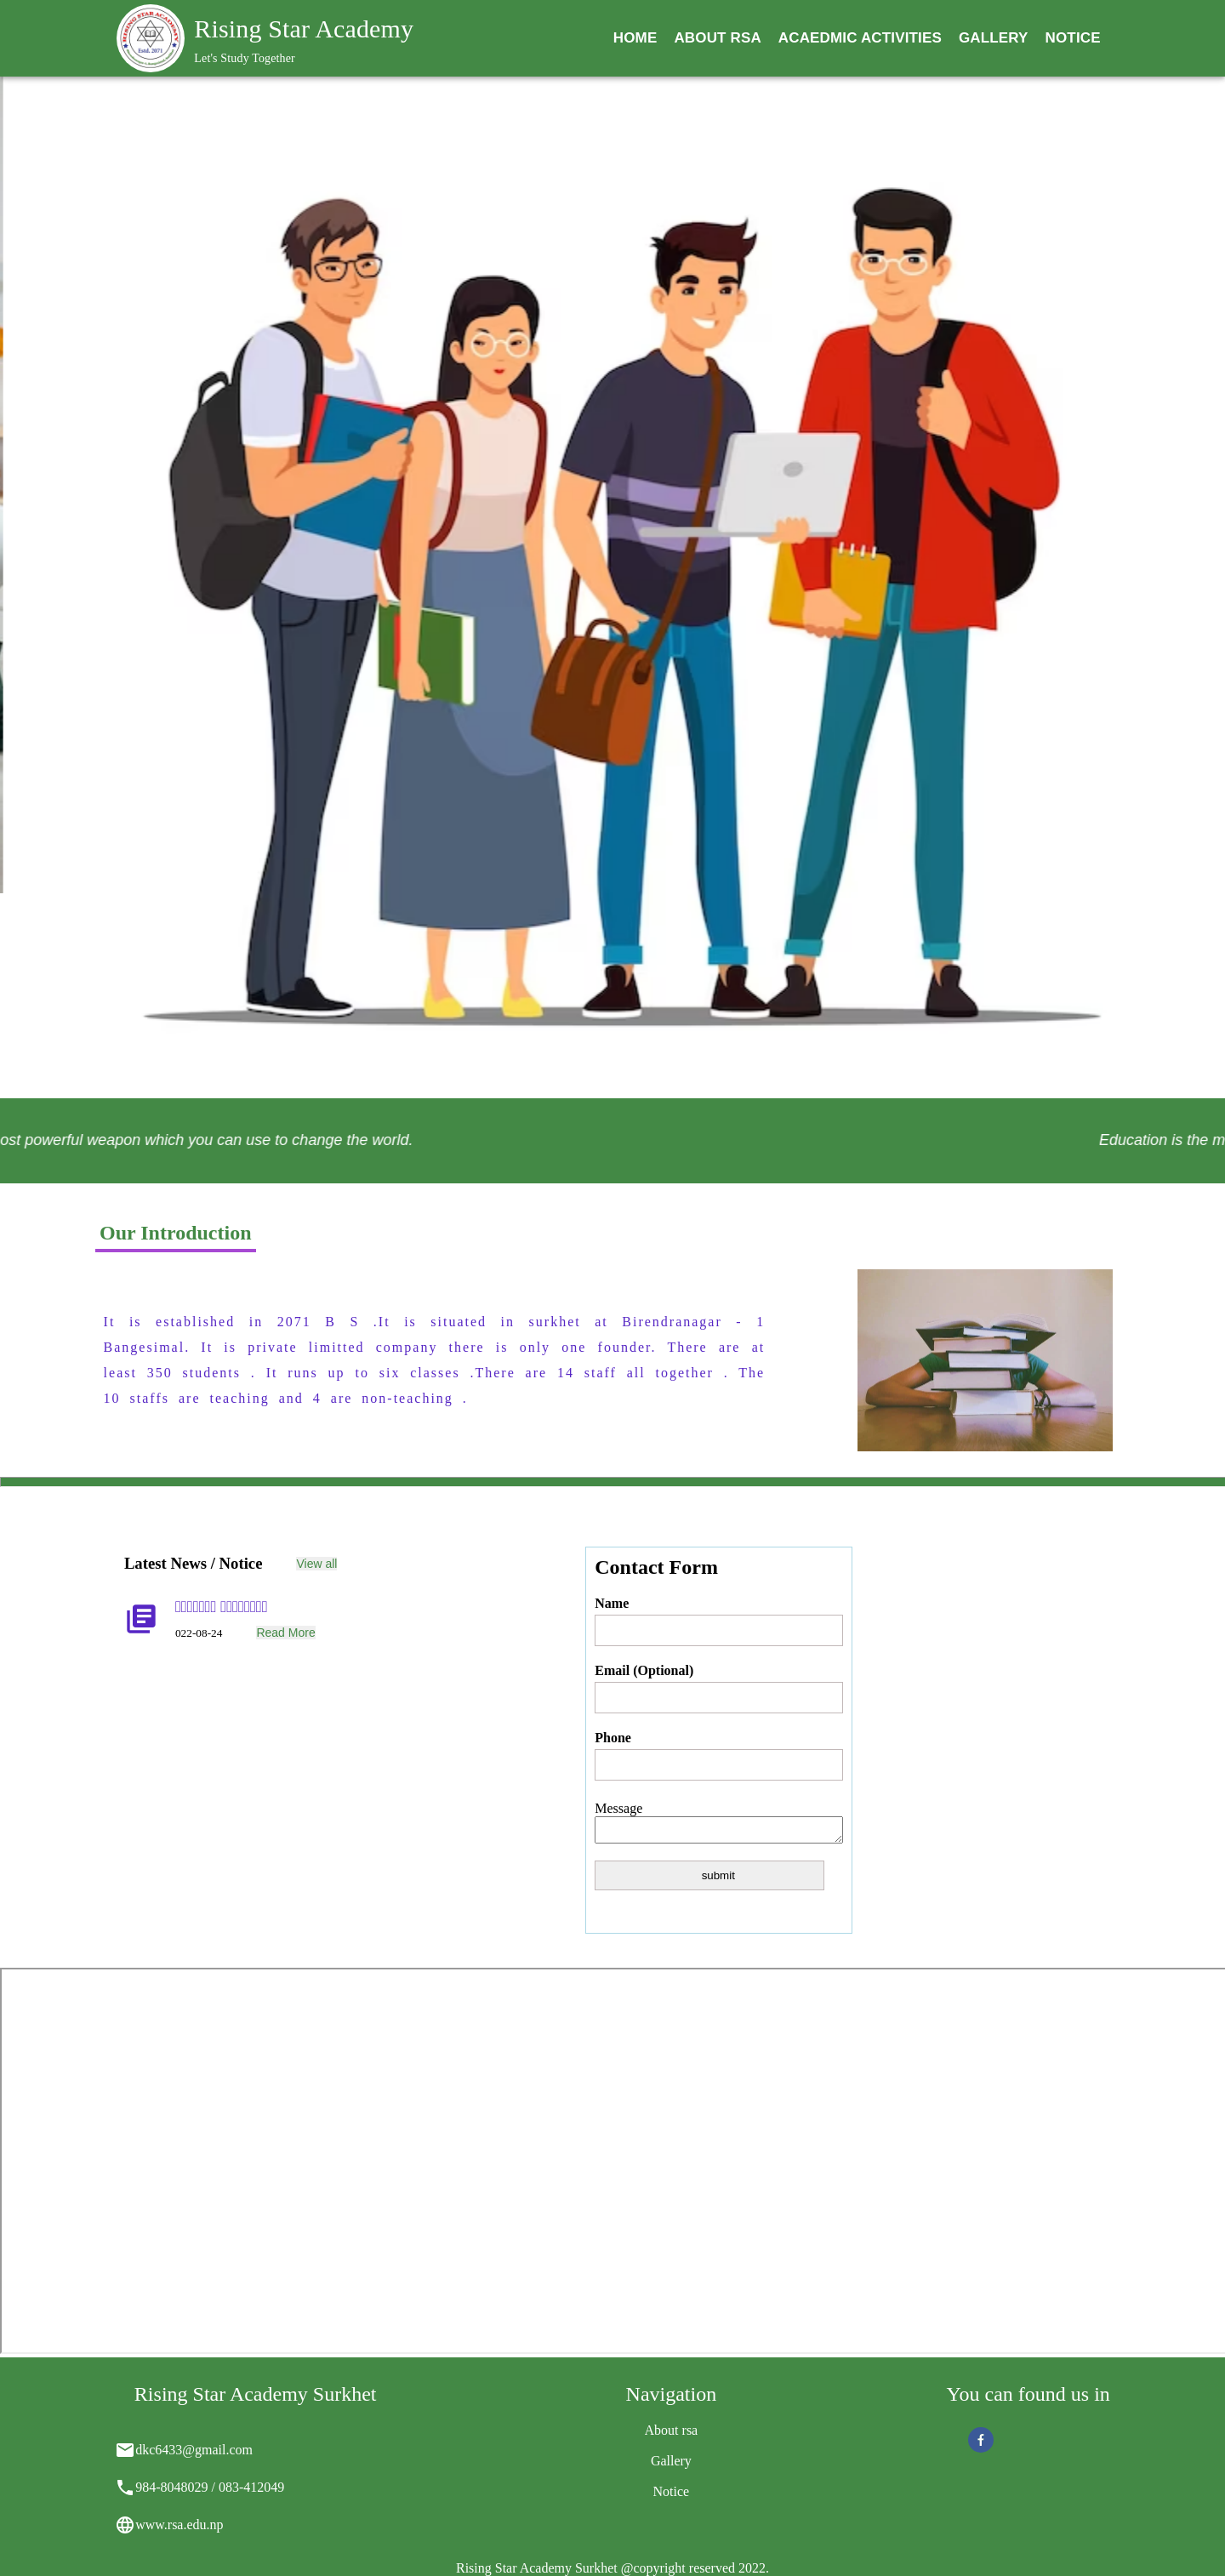 RISING STAR ACADEMY
Estd. 2071
Rising Star Academy
Let's Study Together
HOME ABOUT RSA ACAEDMIC ACTIVITIES GALLERY NOTICE
ost powerful weapon which you can use to change the world.
Education is the m
Our Introduction
It is established in 2071 B S .It is situated in surkhet at Birendranagar - 1
Bangesimal. It is private limitted company there is only one founder. There are at
least 350 students . It runs up to six classes .There are 14 staff all together . The
10 staffs are teaching and 4 are non-teaching .
Latest News / Notice View all
022-08-24 Read More
Contact Form
Name
Email (Optional)
Phone
Message
submit
Rising Star Academy Surkhet
dkc6433@gmail.com
984-8048029 / 083-412049
www.rsa.edu.np
Navigation
About rsa
Gallery
Notice
You can found us in
Rising Star Academy Surkhet @copyright reserved 2022.